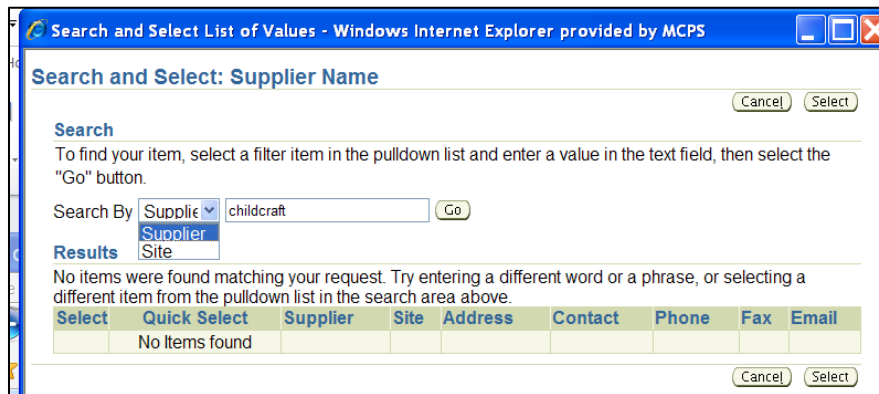 Search and Select List of Values - Windows Internet Explorer provided by MCPS
Search and Select: Supplier Name
Cancel Select
Search
To find your item, select a filter item in the pulldown list and enter a value in the text field, then select the
"Go" button.
Search By Supplie childcraft Go
Supplier
Site
Results
No items were found matching your request. Try entering a different word or a phrase, or selecting a
different item from the pulldown list in the search area above.
Select Quick Select Supplier Site Address Contact Phone Fax Email
No Items found
Cancel Select